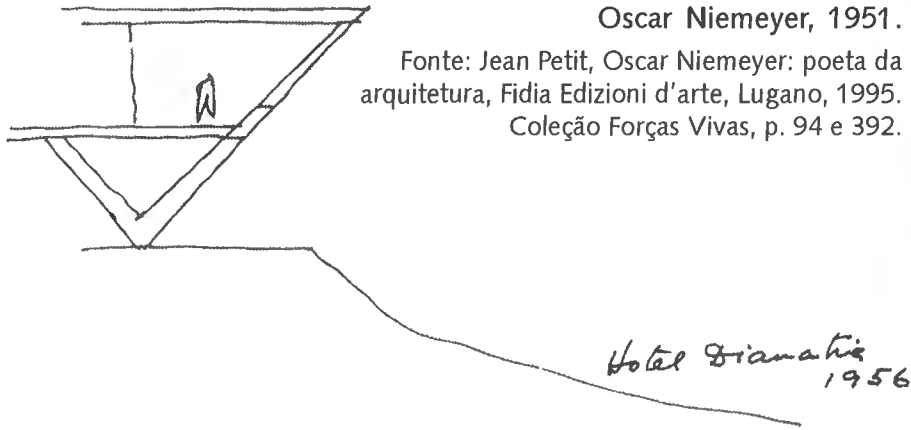 Oscar Niemeyer, 1951.
Fonte: Jean Petit, Oscar Niemeyer: poeta da
arquitetura, Fidia Edizioni d'arte, Lugano, 1995.
Coleção Forças Vivas, p. 94 e 392.
Hotel
1956